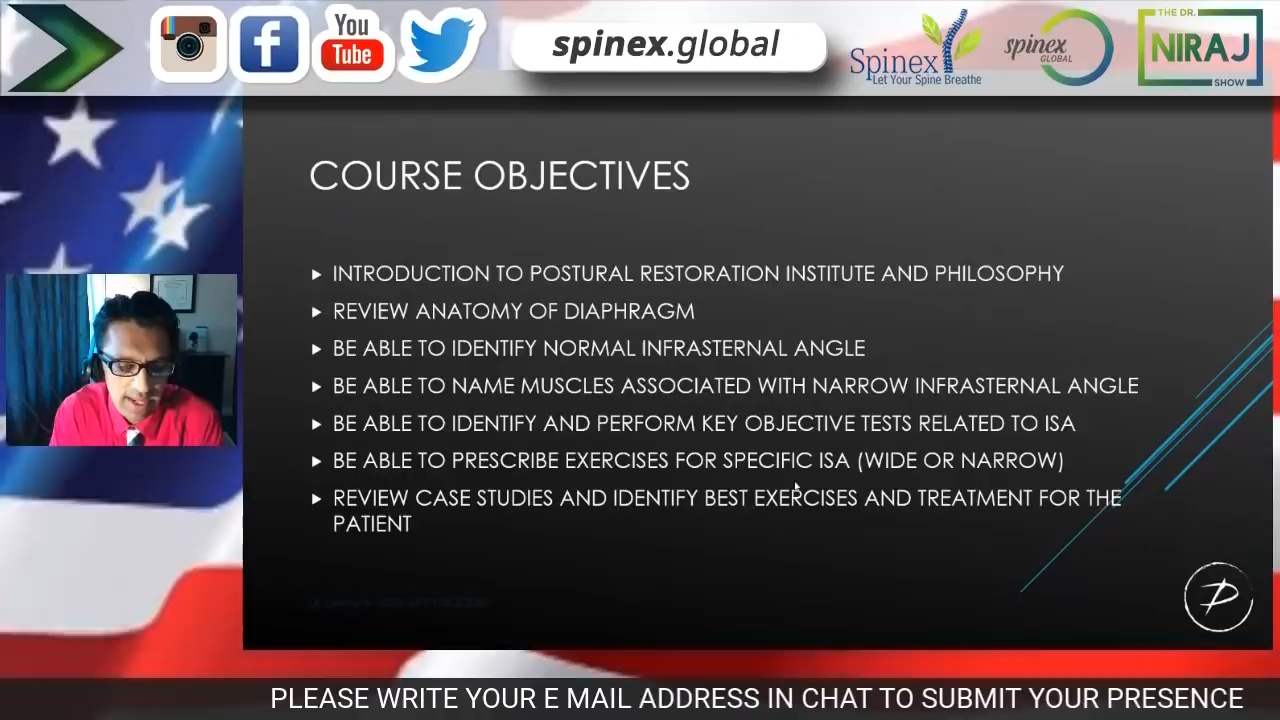 You
Tube
spinex.global
Spinex
Let Your Spine Breathe
spinex
GLOBAL
THE DR.
NIRAJ
SHOW
COURSE OBJECTIVES
INTRODUCTION TO POSTURAL RESTORATION INSTITUTE AND PHILOSOPHY
REVIEW ANATOMY OF DIAPHRAGM
BE ABLE TO IDENTIFY NORMAL INFRASTERNAL ANGLE
BE ABLE TO NAME MUSCLES ASSOCIATED WITH NARROW INFRASTERNAL ANGLE
BE ABLE TO IDENTIFY AND PERFORM KEY OBJECTIVE TESTS RELATED TO ISA
BE ABLE TO PRESCRIBE EXERCISES FOR SPECIFIC ISA (WIDE OR NARROW)
REVIEW CASE STUDIES AND IDENTIFY BEST EXERCISES AND TREATMENT FOR THE
PATIENT
PLEASE WRITE YOUR E MAIL ADDRESS IN CHAT TO SUBMIT YOUR PRESENCE